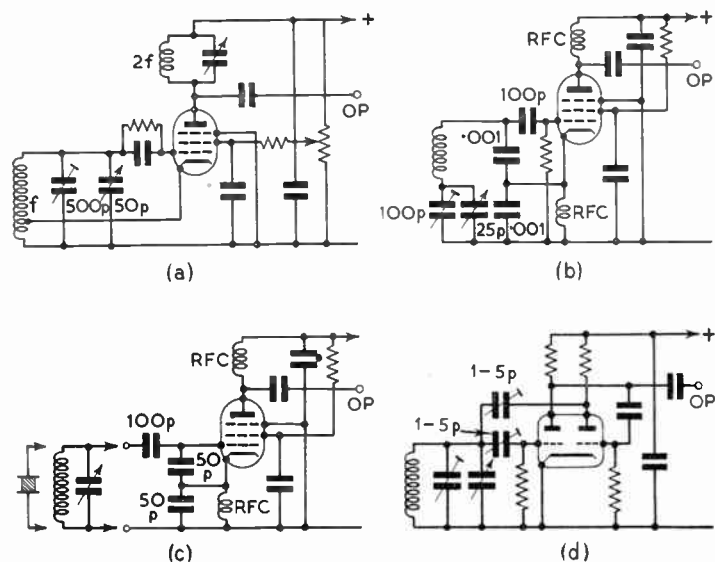 2f
+
OP
f
500p
50p
(a)
RFC
+
OP
100p
·001
100p
25p
·001
RFC
(b)
RFC
OP
100p
50
p
50
p
RFC
(c)
+
1-5p
1-5p
OP
(d)